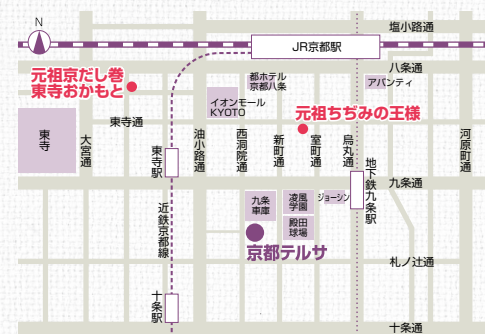 N
塩小路通
JR京都駅
八条通
元祖京だし巻
東寺おかもと
都ホテル
京都八条
アバンティ
イオンモール
KYOTO
東寺通
元祖ちぢみの王様
東寺
大宮通
東寺駅
油小路通
西洞院通
新町通
室町通
烏丸通
地下鉄九条駅
河原町通
九条通
九条
車庫
凌風
学園
ジョーシン
殿田
球場
京都テルサ
近鉄京都線
札ノ辻通
十条駅
十条通